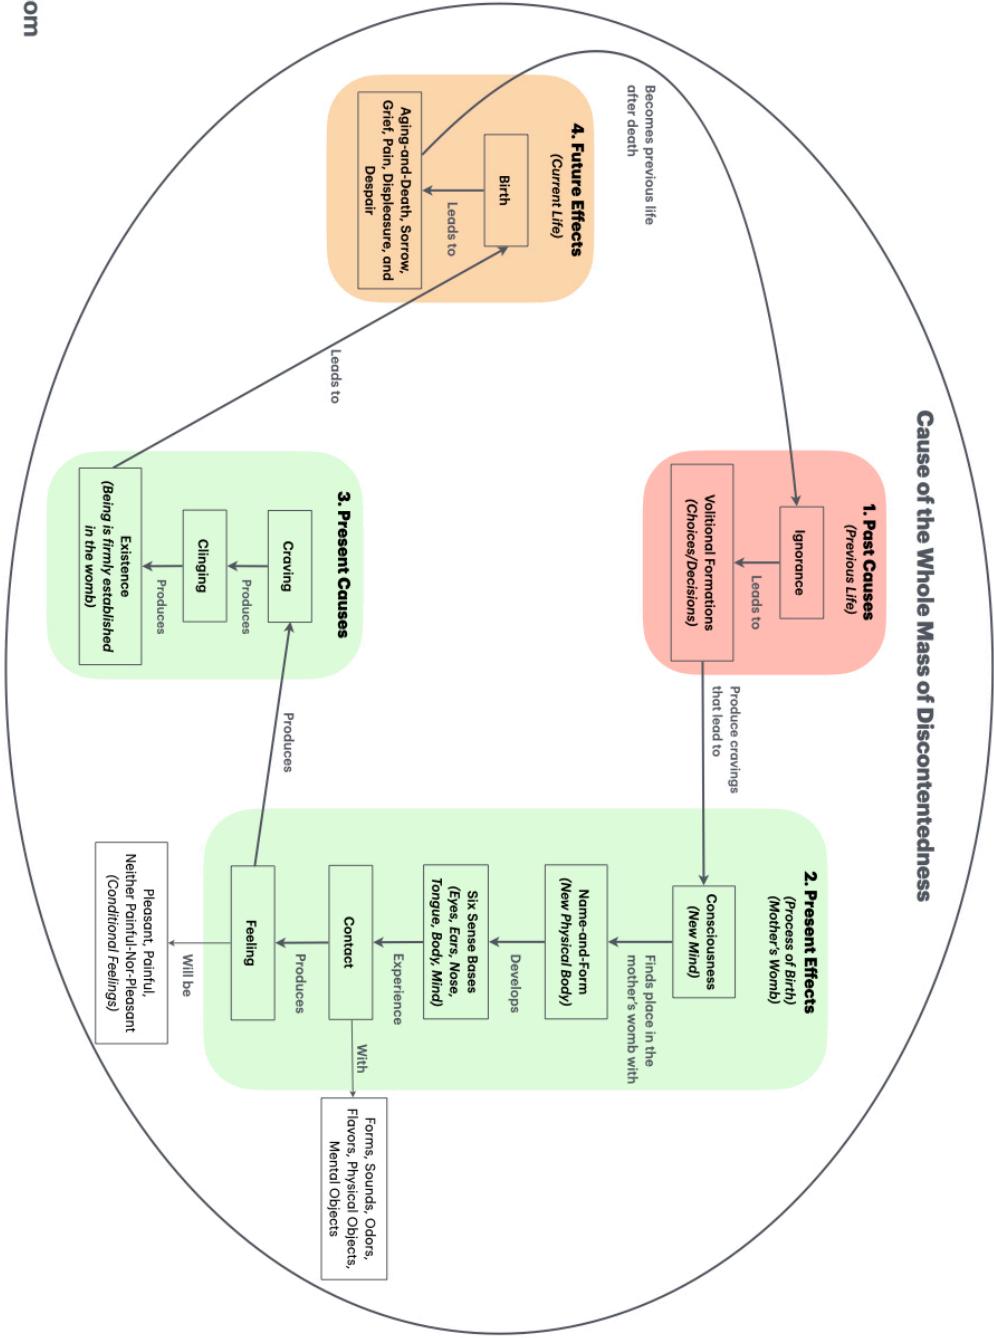 om
Cause of the Whole Mass of Discontentedness
1. Past Causes
(Previous Life)
Ignorance
Leads to
Volitional Formations
(Choices/Decisions)
Produce cravings
that lead to
2. Present Effects
(Process of Birth)
(Mother's Womb)
Consciousness
(New Mind)
Finds place in the
mother's womb with
Name-and-Form
(New Physical Body)
Develops
Six Sense Bases
(Eyes, Ears, Nose,
Tongue, Body, Mind)
Experience
Contact
With
Forms, Sounds, Odors,
Flavors, Physical Objects,
Mental Objects
Produces
Feeling
Will be
Pleasant, Painful,
Neither Painful-Nor-Pleasant
(Conditional Feelings)
Produces
3. Present Causes
Craving
Produces
Clinging
Produces
Existence
(Being is firmly established
in the womb)
Leads to
4. Future Effects
(Current Life)
Birth
Leads to
Aging-and-Death, Sorrow,
Grief, Pain, Displeasure, and
Despair
Becomes previous life
after death